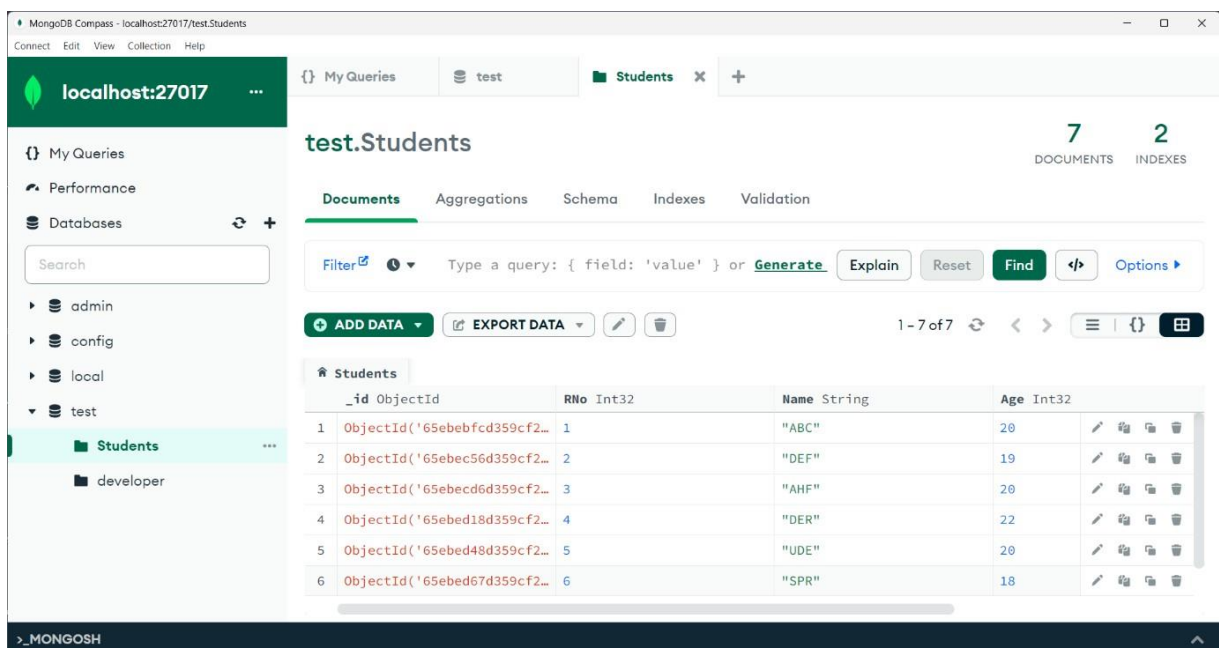 MongoDB Compass - localhost:27017/test.Students
Connect Edit View Collection Help
localhost:27017 ...
{} My Queries
Performance
Databases
Search
admin
config
local
test
Students ...
developer
{} My Queries test Students
test.Students
7 DOCUMENTS
2 INDEXES
Documents Aggregations Schema Indexes Validation
Filter Type a query: { field: 'value' } or Generate Explain Reset Find </> Options
ADD DATA EXPORT DATA 1 – 7 of 7 {}
Students
_id ObjectId RNo Int32 Name String Age Int32
1 ObjectId('65ebebfcd359cf2… 1 "ABC" 20
2 ObjectId('65ebec56d359cf2… 2 "DEF" 19
3 ObjectId('65ebecd6d359cf2… 3 "AHF" 20
4 ObjectId('65ebed18d359cf2… 4 "DER" 22
5 ObjectId('65ebed48d359cf2… 5 "UDE" 20
6 ObjectId('65ebed67d359cf2… 6 "SPR" 18
>_MONGOSH